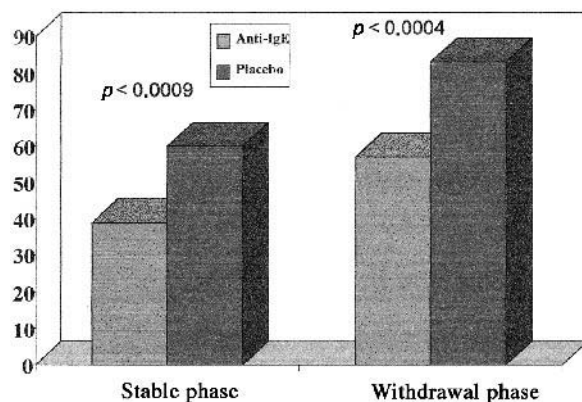 90
80
70
60
50
40
30
20
10
0
Anti-IgE
Placebo
p < 0.0009
p < 0.0004
Stable phase
Withdrawal phase